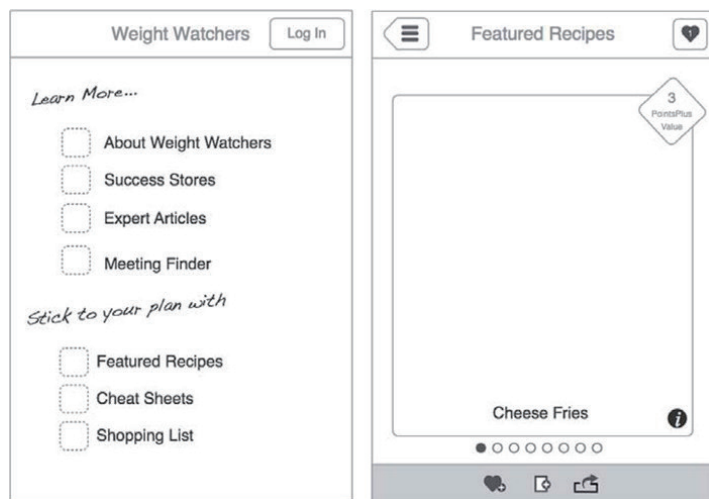 Weight Watchers
Log In
Learn More...
About Weight Watchers
Success Stores
Expert Articles
Meeting Finder
Stick to your plan with
Featured Recipes
Cheat Sheets
Shopping List
Featured Recipes
1
3
PointsPlus
Value
Cheese Fries
i